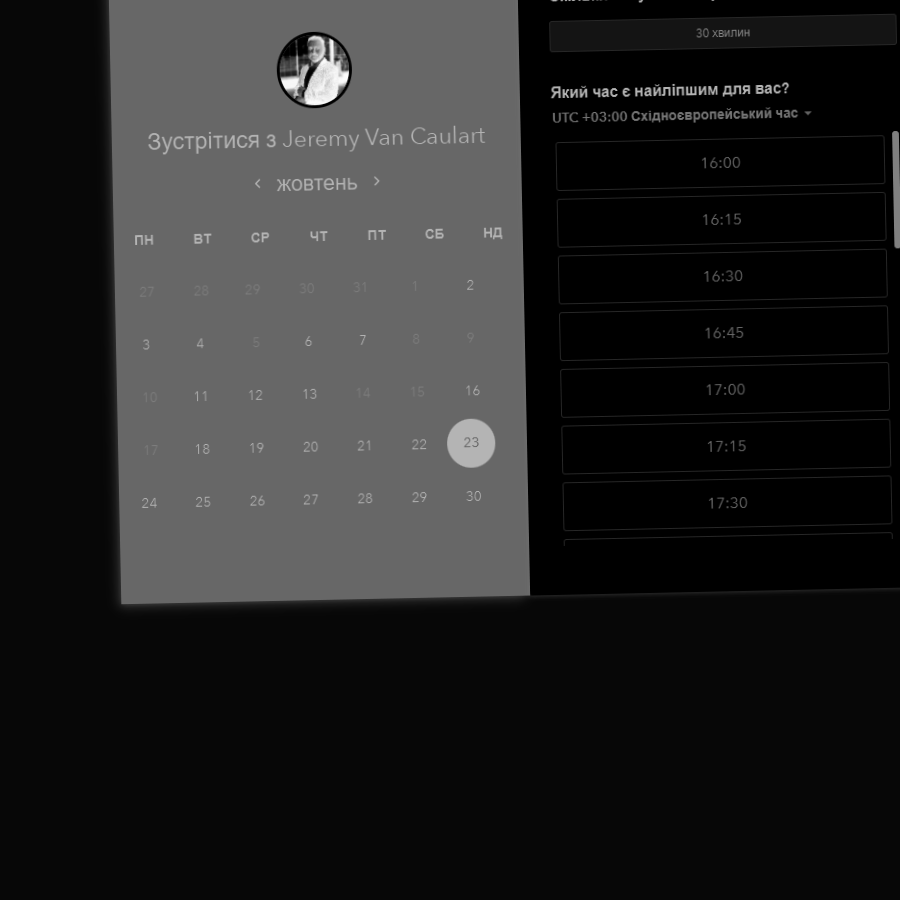 Зустрітися з Jeremy Van Caulart
жовтень
ПН ВТ СР ЧТ ПТ СБ НД
27 28 29 30 31 1 2
3 4 5 6 7 8 9
10 11 12 13 14 15 16
17 18 19 20 21 22 23
24 25 26 27 28 29 30
30 хвилин
Який час є найліпшим для вас?
UTC +03:00 Східноєвропейський час
16:00
16:15
16:30
16:45
17:00
17:15
17:30